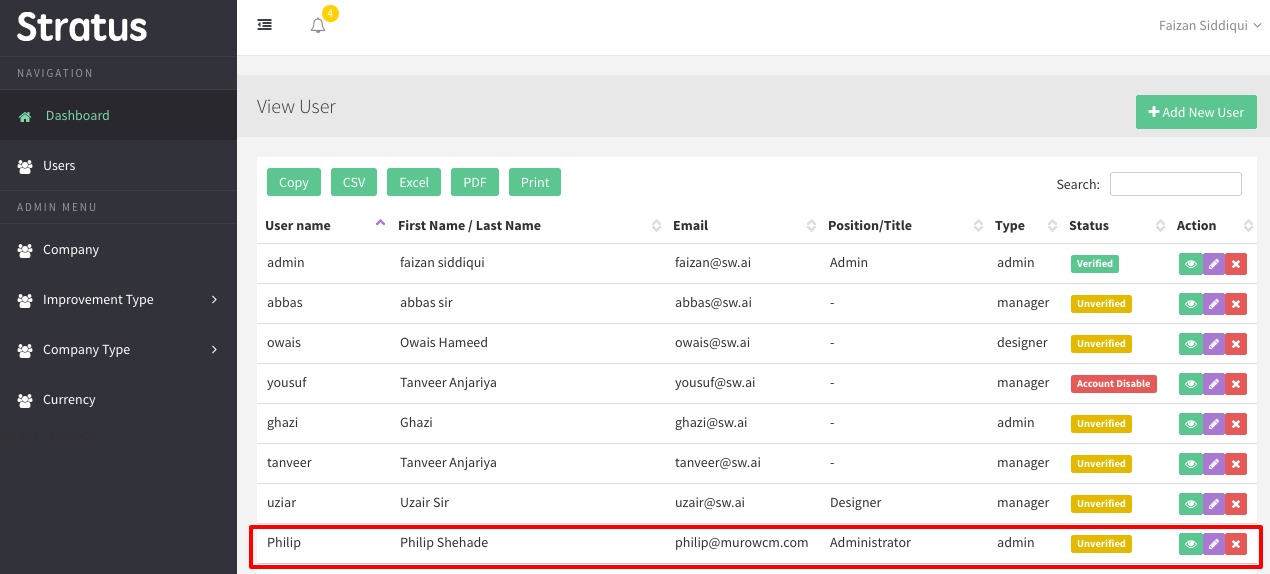 Stratus
4
Faizan Siddiqui
NAVIGATION
Dashboard
Users
ADMIN MENU
Company
Improvement Type
Company Type
Currency
View User
Add New User
Copy CSV Excel PDF Print
Search:
User name First Name / Last Name Email Position/Title Type Status Action
admin faizan siddiqui faizan@sw.ai Admin admin Verified
abbas abbas sir abbas@sw.ai - manager Unverified
owais Owais Hameed owais@sw.ai - designer Unverified
yousuf Tanveer Anjariya yousuf@sw.ai - manager Account Disable
ghazi Ghazi ghazi@sw.ai - admin Unverified
tanveer Tanveer Anjariya tanveer@sw.ai - manager Unverified
uziar Uzair Sir uzair@sw.ai Designer manager Unverified
Philip Philip Shehade philip@murowcm.com Administrator admin Unverified